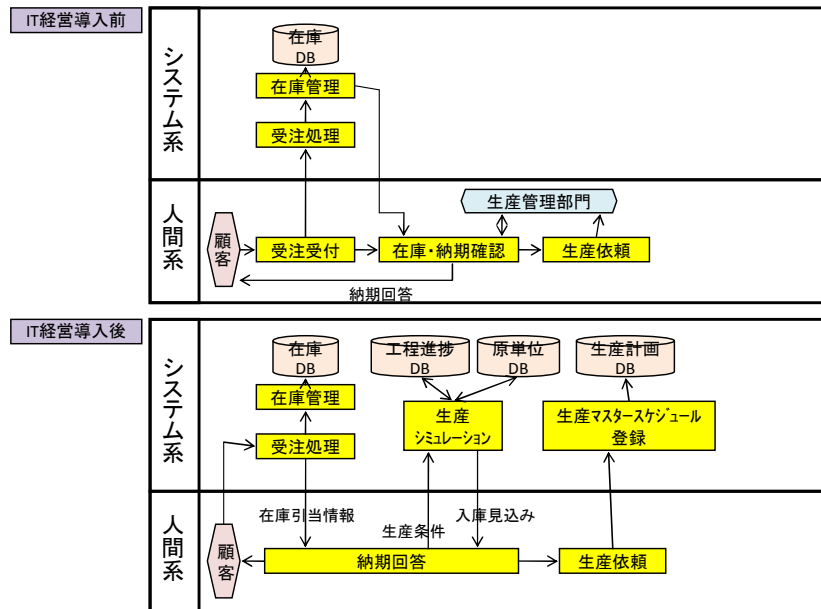 IT経営導入前
システム系
在庫
DB
在庫管理
受注処理
人間系
顧客
受注受付
在庫・納期確認
生産管理部門
生産依頼
納期回答
IT経営導入後
システム系
在庫
DB
工程進捗
DB
原単位
DB
生産計画
DB
在庫管理
受注処理
生産
シミュレーション
生産マスタースケジュール
登録
人間系
在庫引当情報
生産条件
入庫見込み
顧客
納期回答
生産依頼